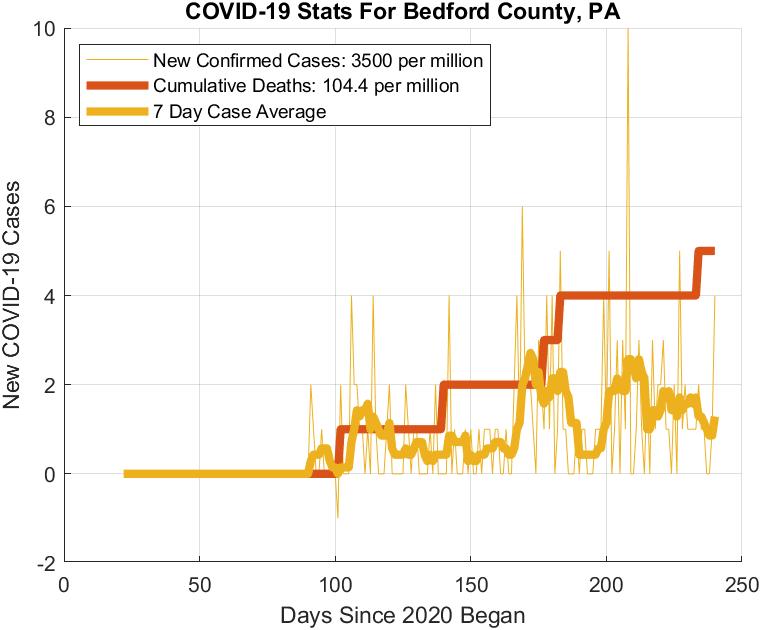 COVID-19 Stats For Bedford County, PA
New Confirmed Cases: 3500 per million
Cumulative Deaths: 104.4 per million
7 Day Case Average
New COVID-19 Cases
10
8
6
4
2
0
-2
0 50 100 150 200 250
Days Since 2020 Began